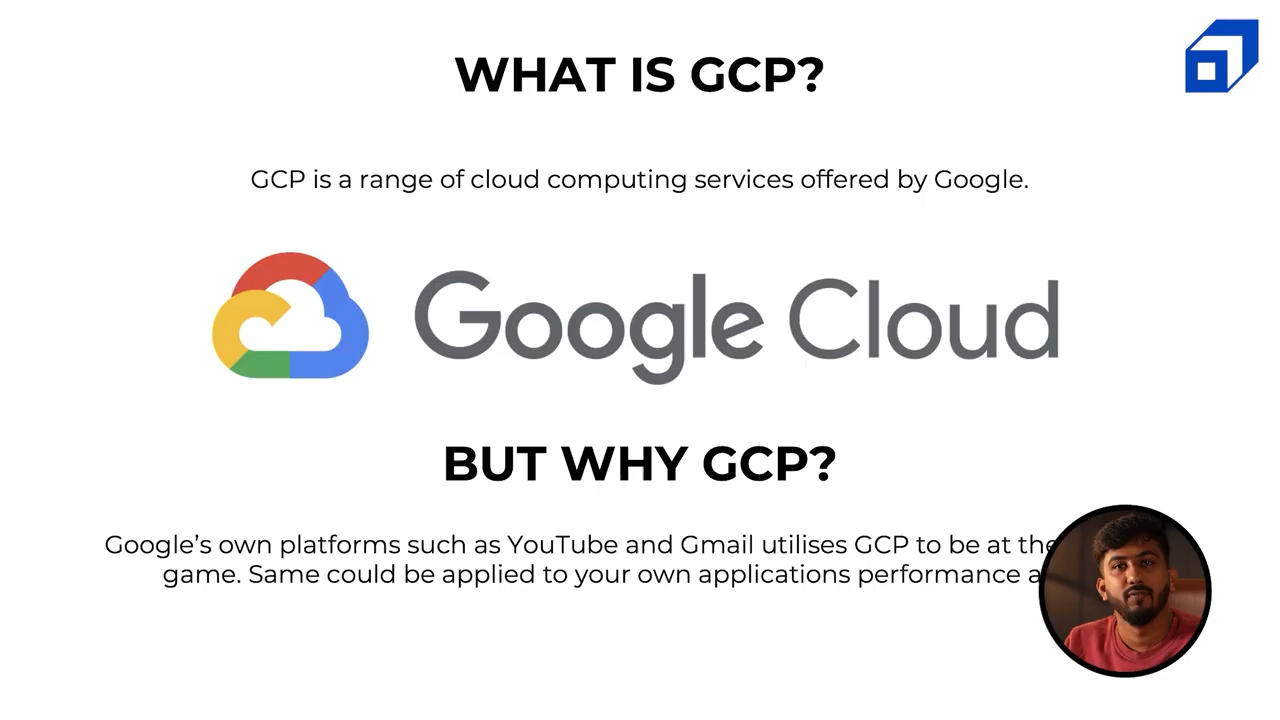 WHAT IS GCP?
GCP is a range of cloud computing services offered by Google.
Google Cloud
BUT WHY GCP?
Google’s own platforms such as YouTube and Gmail utilises GCP to be at the
game. Same could be applied to your own applications performance